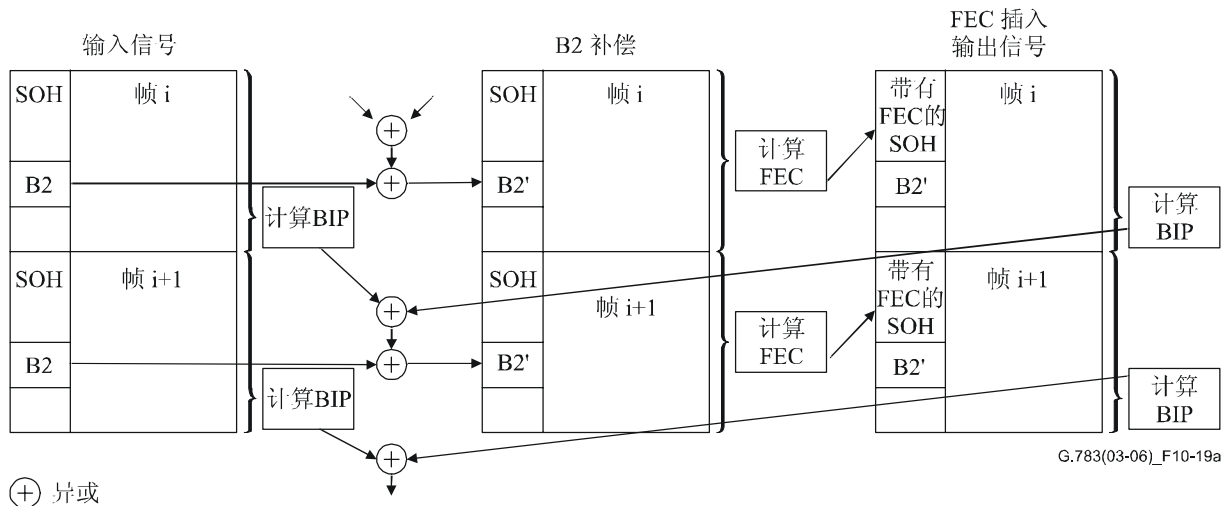 输入信号
B2 补偿
FEC 插入
输出信号
SOH
帧 i
B2
计算BIP
SOH
帧 i+1
B2
计算BIP
+
+
+
+
+
SOH
帧 i
B2'
计算
FEC
SOH
帧 i+1
B2'
计算
FEC
带有
FEC的
SOH
帧 i
B2'
计算
BIP
带有
FEC的
SOH
帧 i+1
B2'
计算
BIP
G.783(03-06)_F10-19a
+ 异或